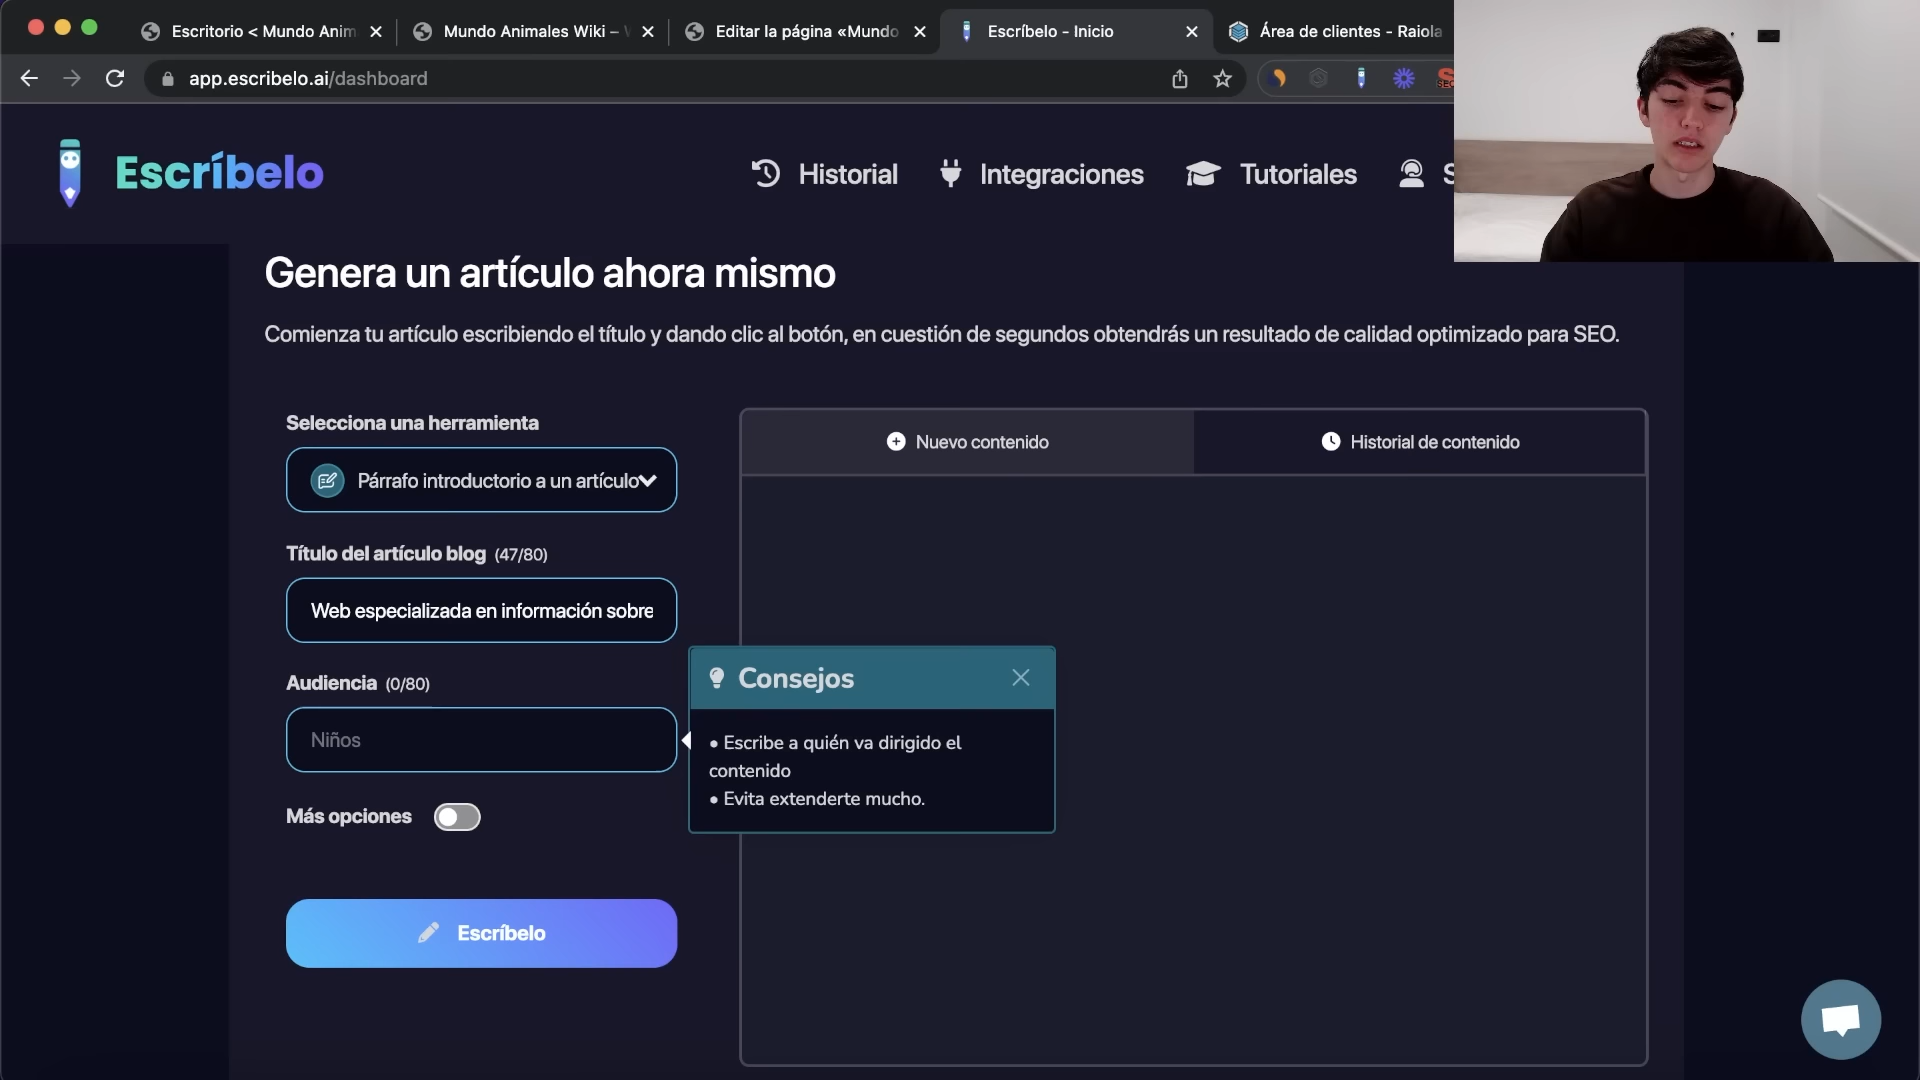 Escritorio < Mundo Anim
Mundo Animales Wiki –
Editar la página «Mundo
Escríbelo - Inicio
Área de clientes - Raiola
app.escribelo.ai/dashboard
Escríbelo
Historial
Integraciones
Tutoriales
S
Genera un artículo ahora mismo
Comienza tu artículo escribiendo el título y dando clic al botón, en cuestión de segundos obtendrás un resultado de calidad optimizado para SEO.
Selecciona una herramienta
Párrafo introductorio a un artículo
Nuevo contenido
Historial de contenido
Título del artículo blog (47/80)
Web especializada en información sobre
Audiencia (0/80)
Niños
Consejos
• Escribe a quién va dirigido el
contenido
• Evita extenderte mucho.
Más opciones
Escríbelo